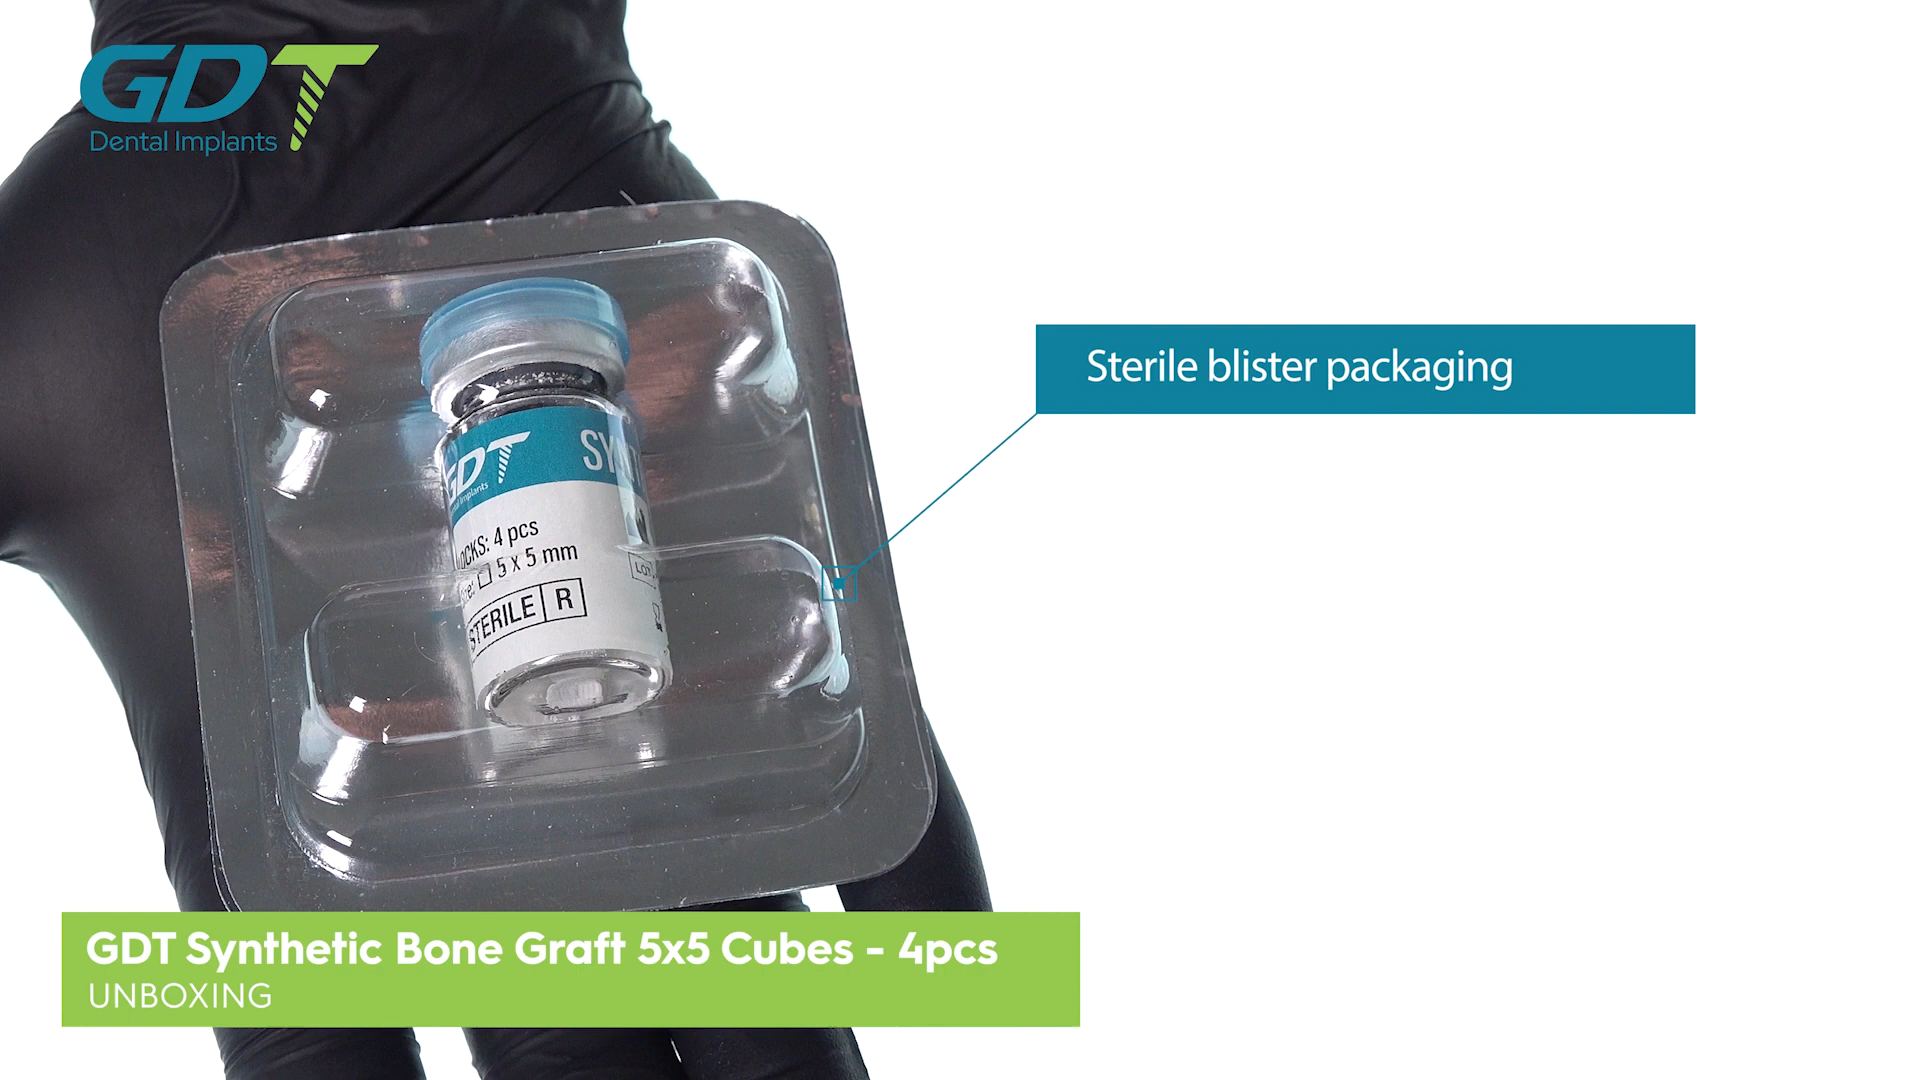 GDT
Dental Implants
Sterile blister packaging
GDT
4 pcs
5 x 5 mm
STERILE R
LOT
GDT Synthetic Bone Graft 5x5 Cubes - 4pcs
UNBOXING